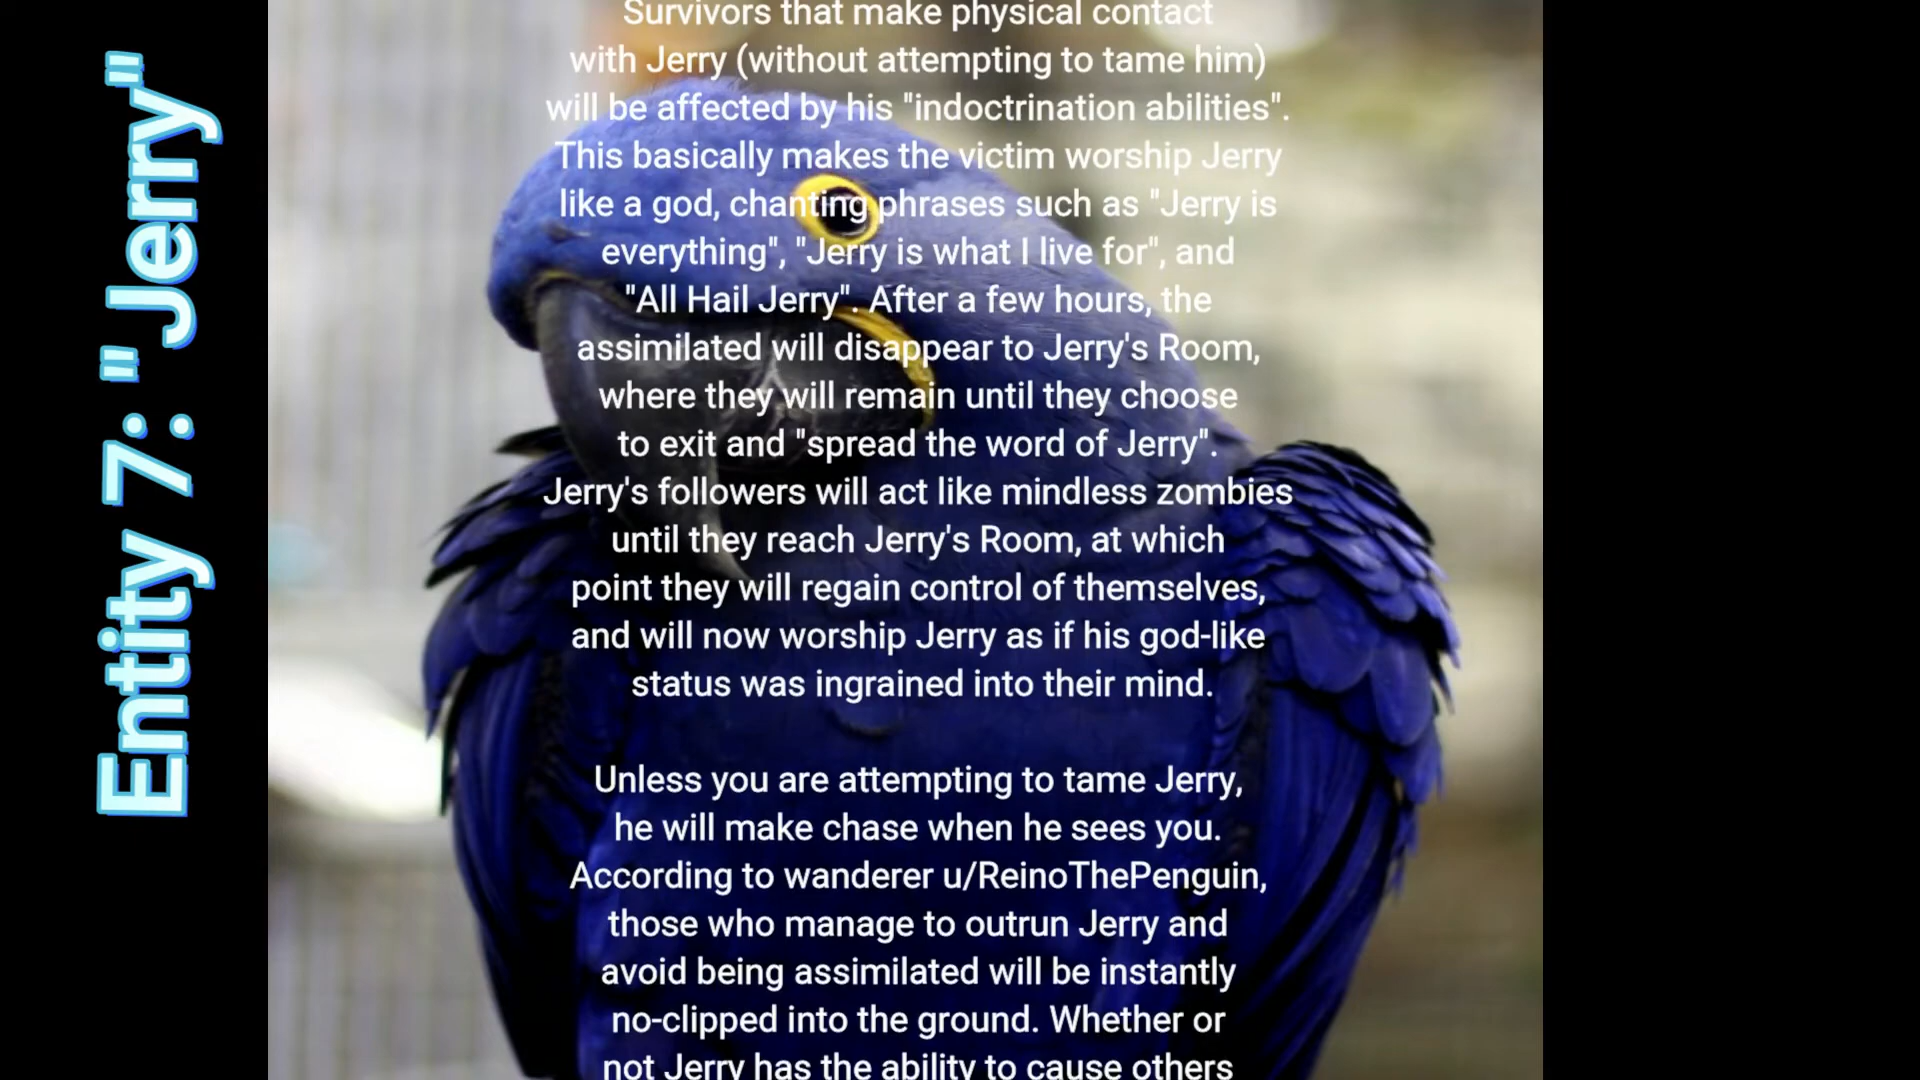 Entity 7: "Jerry"
Survivors that make physical contact
with Jerry (without attempting to tame him)
will be affected by his "indoctrination abilities".
This basically makes the victim worship Jerry
like a god, chanting phrases such as "Jerry is
everything", "Jerry is what I live for", and
"All Hail Jerry". After a few hours, the
assimilated will disappear to Jerry's Room,
where they will remain until they choose
to exit and "spread the word of Jerry".
Jerry's followers will act like mindless zombies
until they reach Jerry's Room, at which
point they will regain control of themselves,
and will now worship Jerry as if his god-like
status was ingrained into their mind.
Unless you are attempting to tame Jerry,
he will make chase when he sees you.
According to wanderer u/ReinoThePenguin,
those who manage to outrun Jerry and
avoid being assimilated will be instantly
no-clipped into the ground. Whether or
not Jerry has the ability to cause others